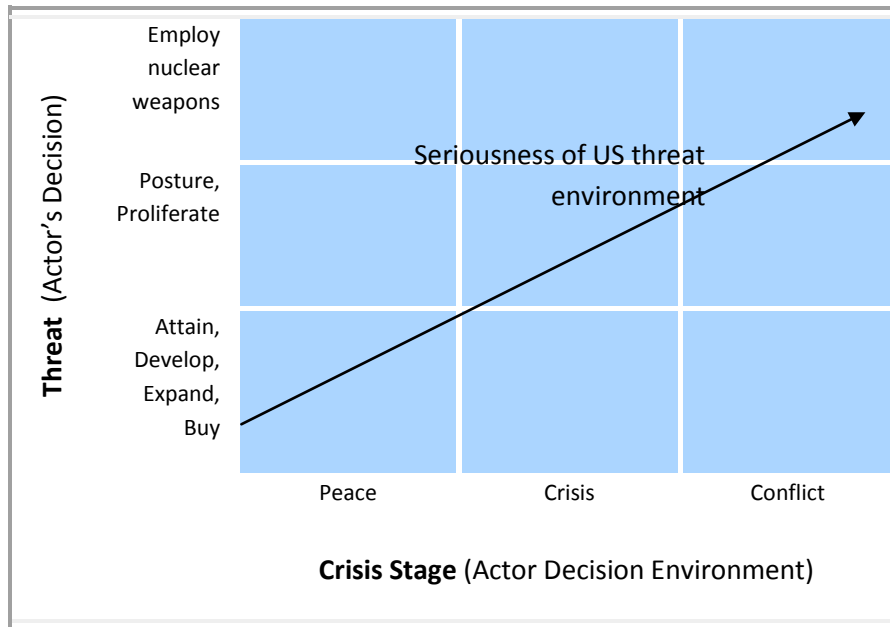 Employ
nuclear
weapons
Seriousness of US threat
environment
Posture,
Proliferate
Threat (Actor’s Decision)
Attain,
Develop,
Expand,
Buy
Peace
Crisis
Conflict
Crisis Stage (Actor Decision Environment)